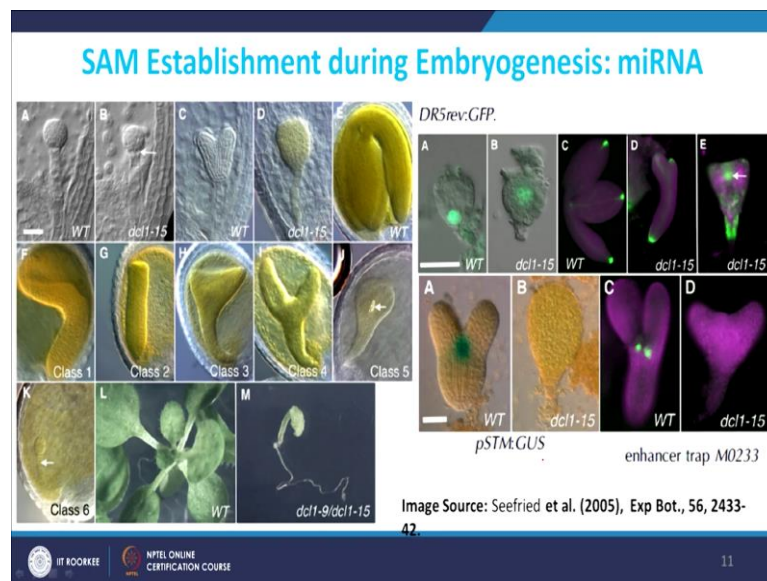 SAM Establishment during Embryogenesis: miRNA
A B C D E
WT dcl1-15 WT dcl1-15 WT
F G H I J
Class 1 Class 2 Class 3 Class 4 Class 5
K L M
Class 6 WT dcl1-9/dcl1-15
DR5rev:GFP.
A B C D E
WT dcl1-15 WT dcl1-15 dcl1-15
A B C D
WT dcl1-15 WT dcl1-15
pSTM:GUS
enhancer trap M0233
Image Source: Seefried et al. (2005), Exp Bot., 56, 2433-
42.
IIT ROORKEE
NPTEL ONLINE
CERTIFICATION COURSE
11